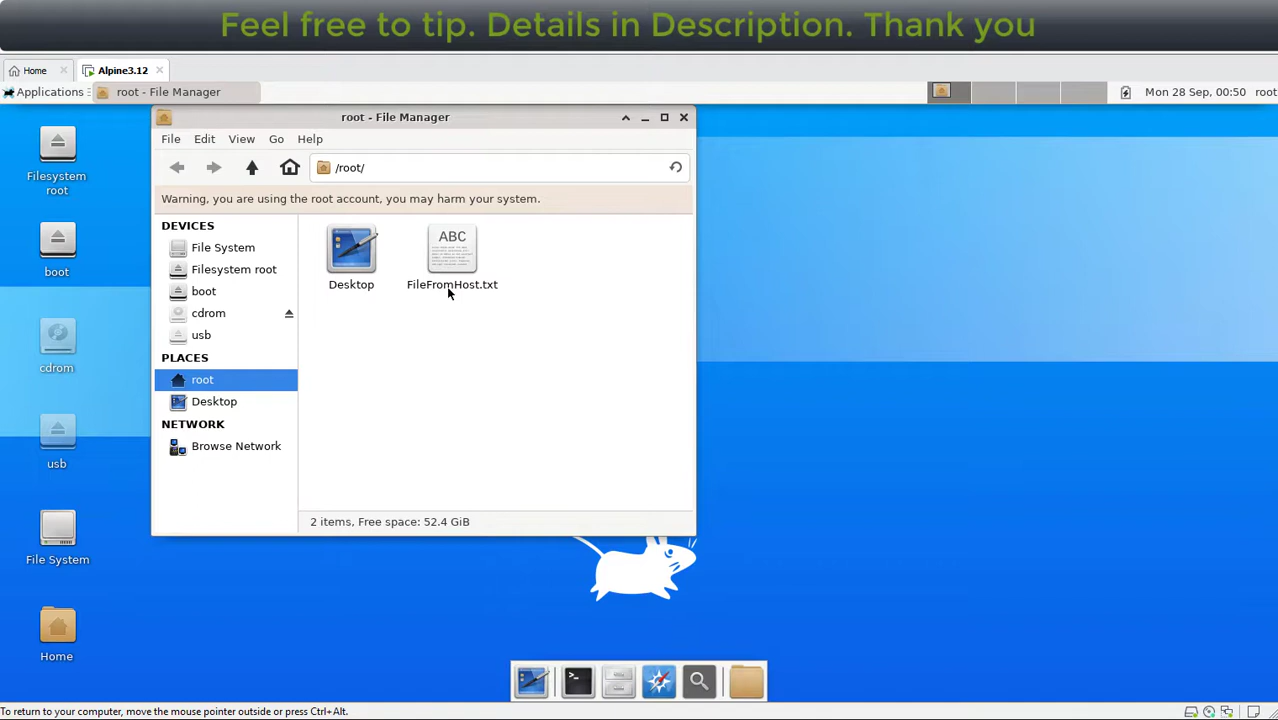 Feel free to tip. Details in Description. Thank you
Home
Alpine3.12
Applications
root - File Manager
Mon 28 Sep, 00:50
root
root - File Manager
File
Edit
View
Go
Help
/root/
Warning, you are using the root account, you may harm your system.
DEVICES
File System
Filesystem root
boot
cdrom
usb
PLACES
root
Desktop
NETWORK
Browse Network
ABC
Desktop
FileFromHost.txt
2 items, Free space: 52.4 GiB
Filesystem
root
boot
cdrom
usb
File System
Home
To return to your computer, move the mouse pointer outside or press Ctrl+Alt.